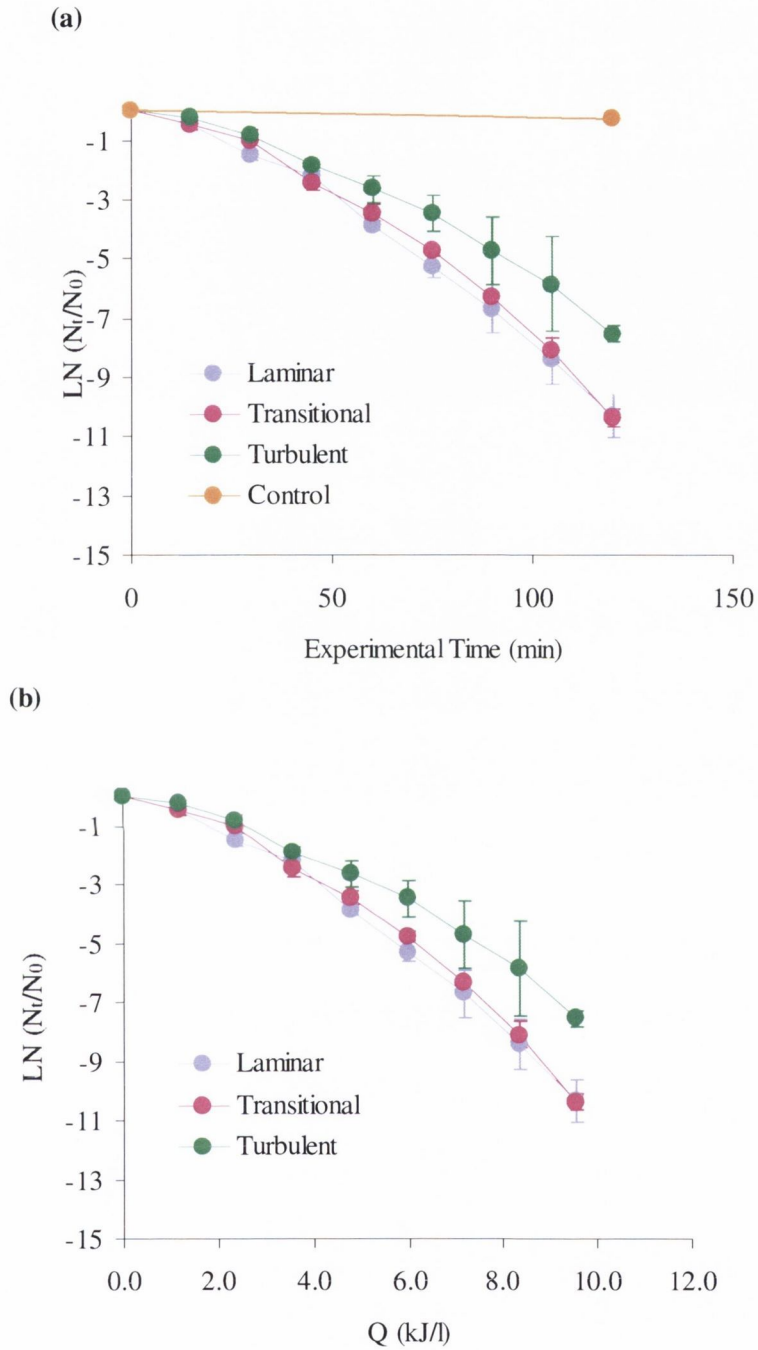 (a)
-1
-3
-5
-7
-9
-11
-13
-15
LN (Nt/N0)
Laminar
Transitional
Turbulent
Control
0 50 100 150
Experimental Time (min)
(b)
-1
-3
-5
-7
-9
-11
-13
-15
LN (Nt/N0)
Laminar
Transitional
Turbulent
0.0 2.0 4.0 6.0 8.0 10.0 12.0
Q (kJ/l)